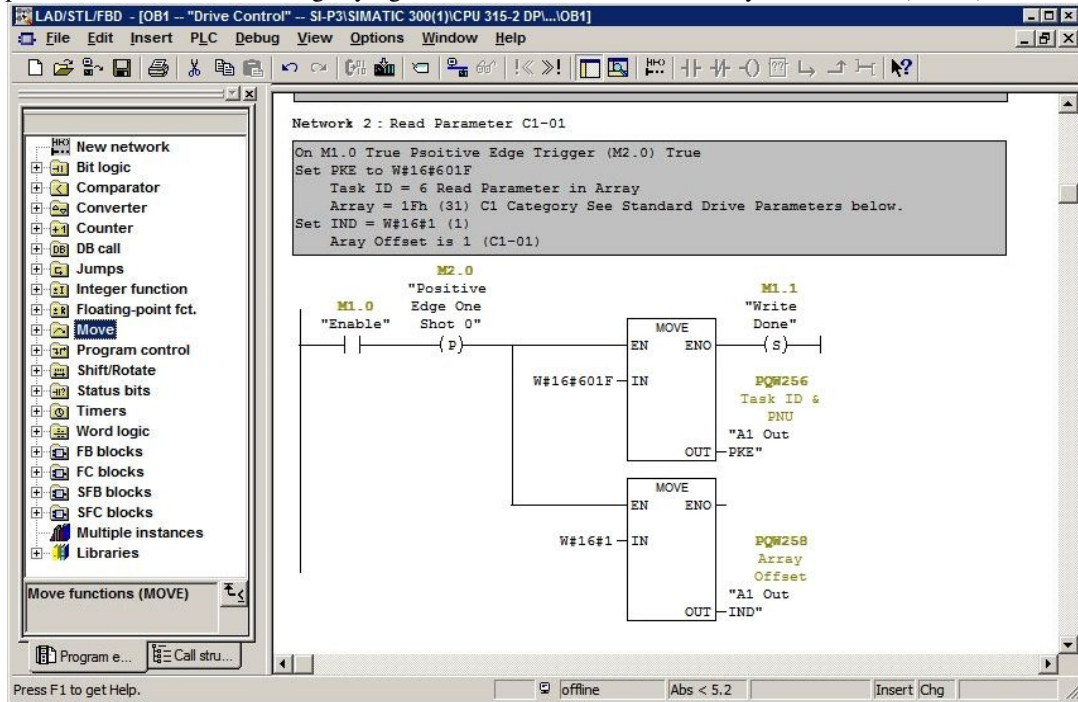 LAD/STL/FBD - [OB1 -- "Drive Control" -- SI-P3\SIMATIC 300(1)\CPU 315-2 DP\...\OB1]
File Edit Insert PLC Debug View Options Window Help
New network
Bit logic
Comparator
Converter
Counter
DB call
Jumps
Integer function
Floating-point fct.
Move
Program control
Shift/Rotate
Status bits
Timers
Word logic
FB blocks
FC blocks
SFB blocks
SFC blocks
Multiple instances
Libraries
Move functions (MOVE)
Program e... Call stru...
Network 2 : Read Parameter C1-01
On M1.0 True Psoitive Edge Trigger (M2.0) True
Set PKE to W#16#601F
Task ID = 6 Read Parameter in Array
Array = 1Fh (31) C1 Category See Standard Drive Parameters below.
Set IND = W#16#1 (1)
Aray Offset is 1 (C1-01)
M1.0
"Enable"
M2.0
"Positive
Edge One
Shot 0"
(P)
MOVE
EN ENO
W#16#601F IN
OUT
M1.1
"Write
Done"
(S)
PQW256
Task ID &
PNU
"A1 Out
PKE"
MOVE
EN ENO
W#16#1 IN
OUT
PQW258
Array
Offset
"A1 Out
IND"
Press F1 to get Help. offline Abs < 5.2 Insert Chg